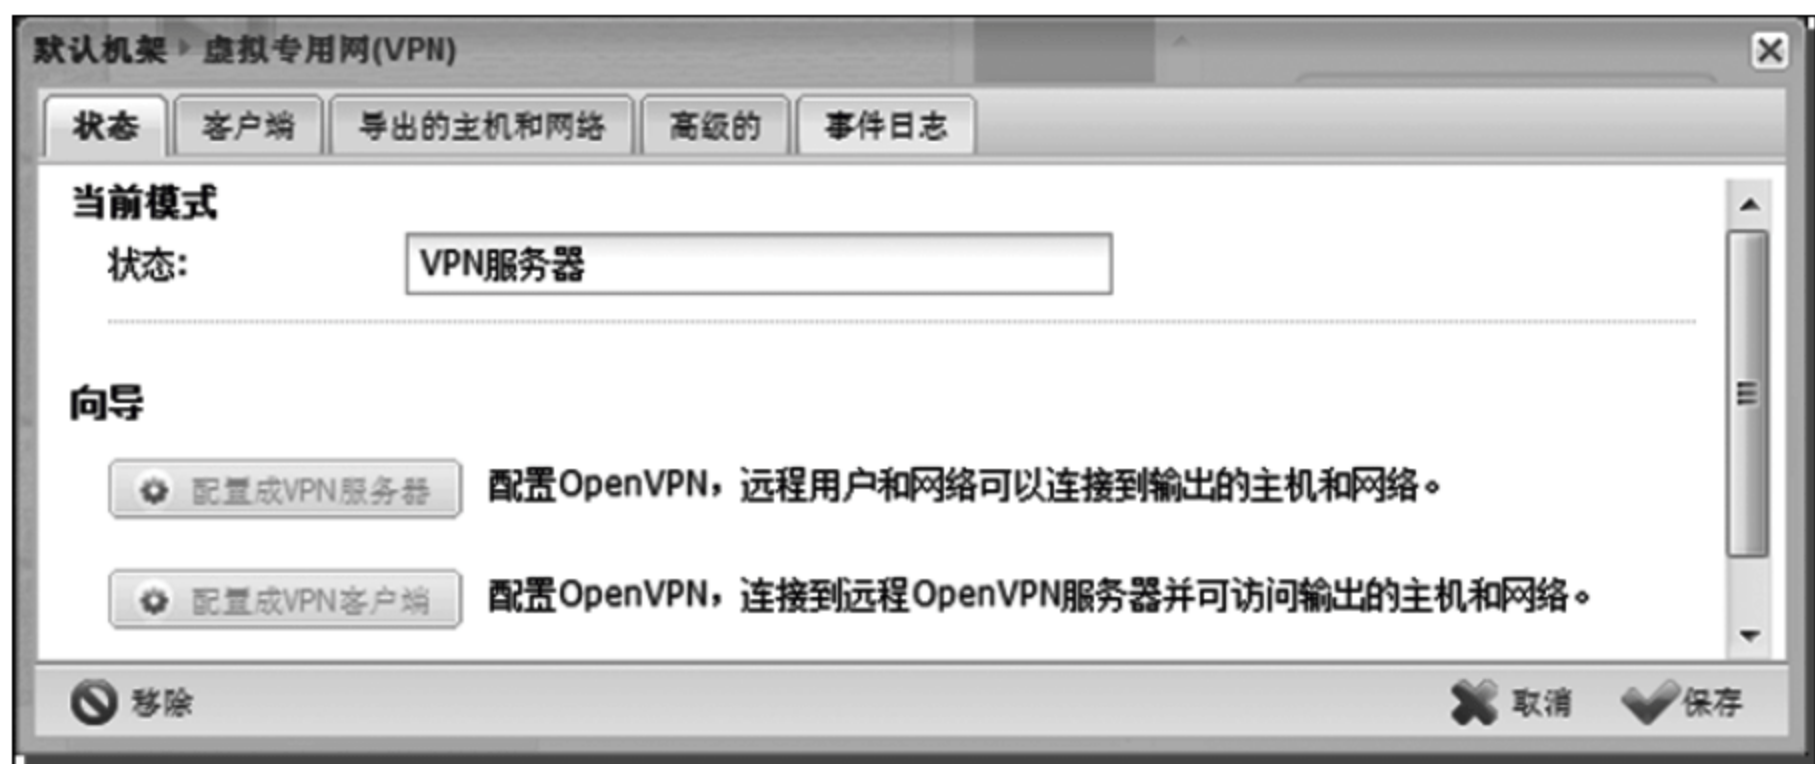 默认机架 ▸ 虚拟专用网(VPN)
状态 客户端 导出的主机和网络 高级的 事件日志
当前模式
状态: VPN服务器
向导
配置成VPN服务器 配置OpenVPN，远程用户和网络可以连接到输出的主机和网络。
配置成VPN客户端 配置OpenVPN，连接到远程OpenVPN服务器并可访问输出的主机和网络。
移除 取消 保存